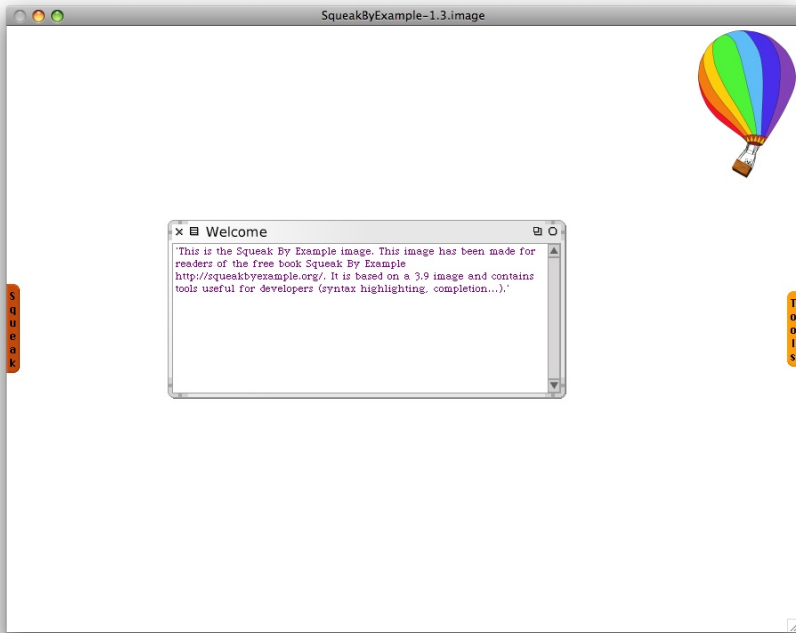 SqueakByExample-1.3.image
Welcome
'This is the Squeak By Example image. This image has been made for
readers of the free book Squeak By Example
http://squeakbyexample.org/. It is based on a 3.9 image and contains
tools useful for developers (syntax highlighting, completion...).'
Squeak
Tools